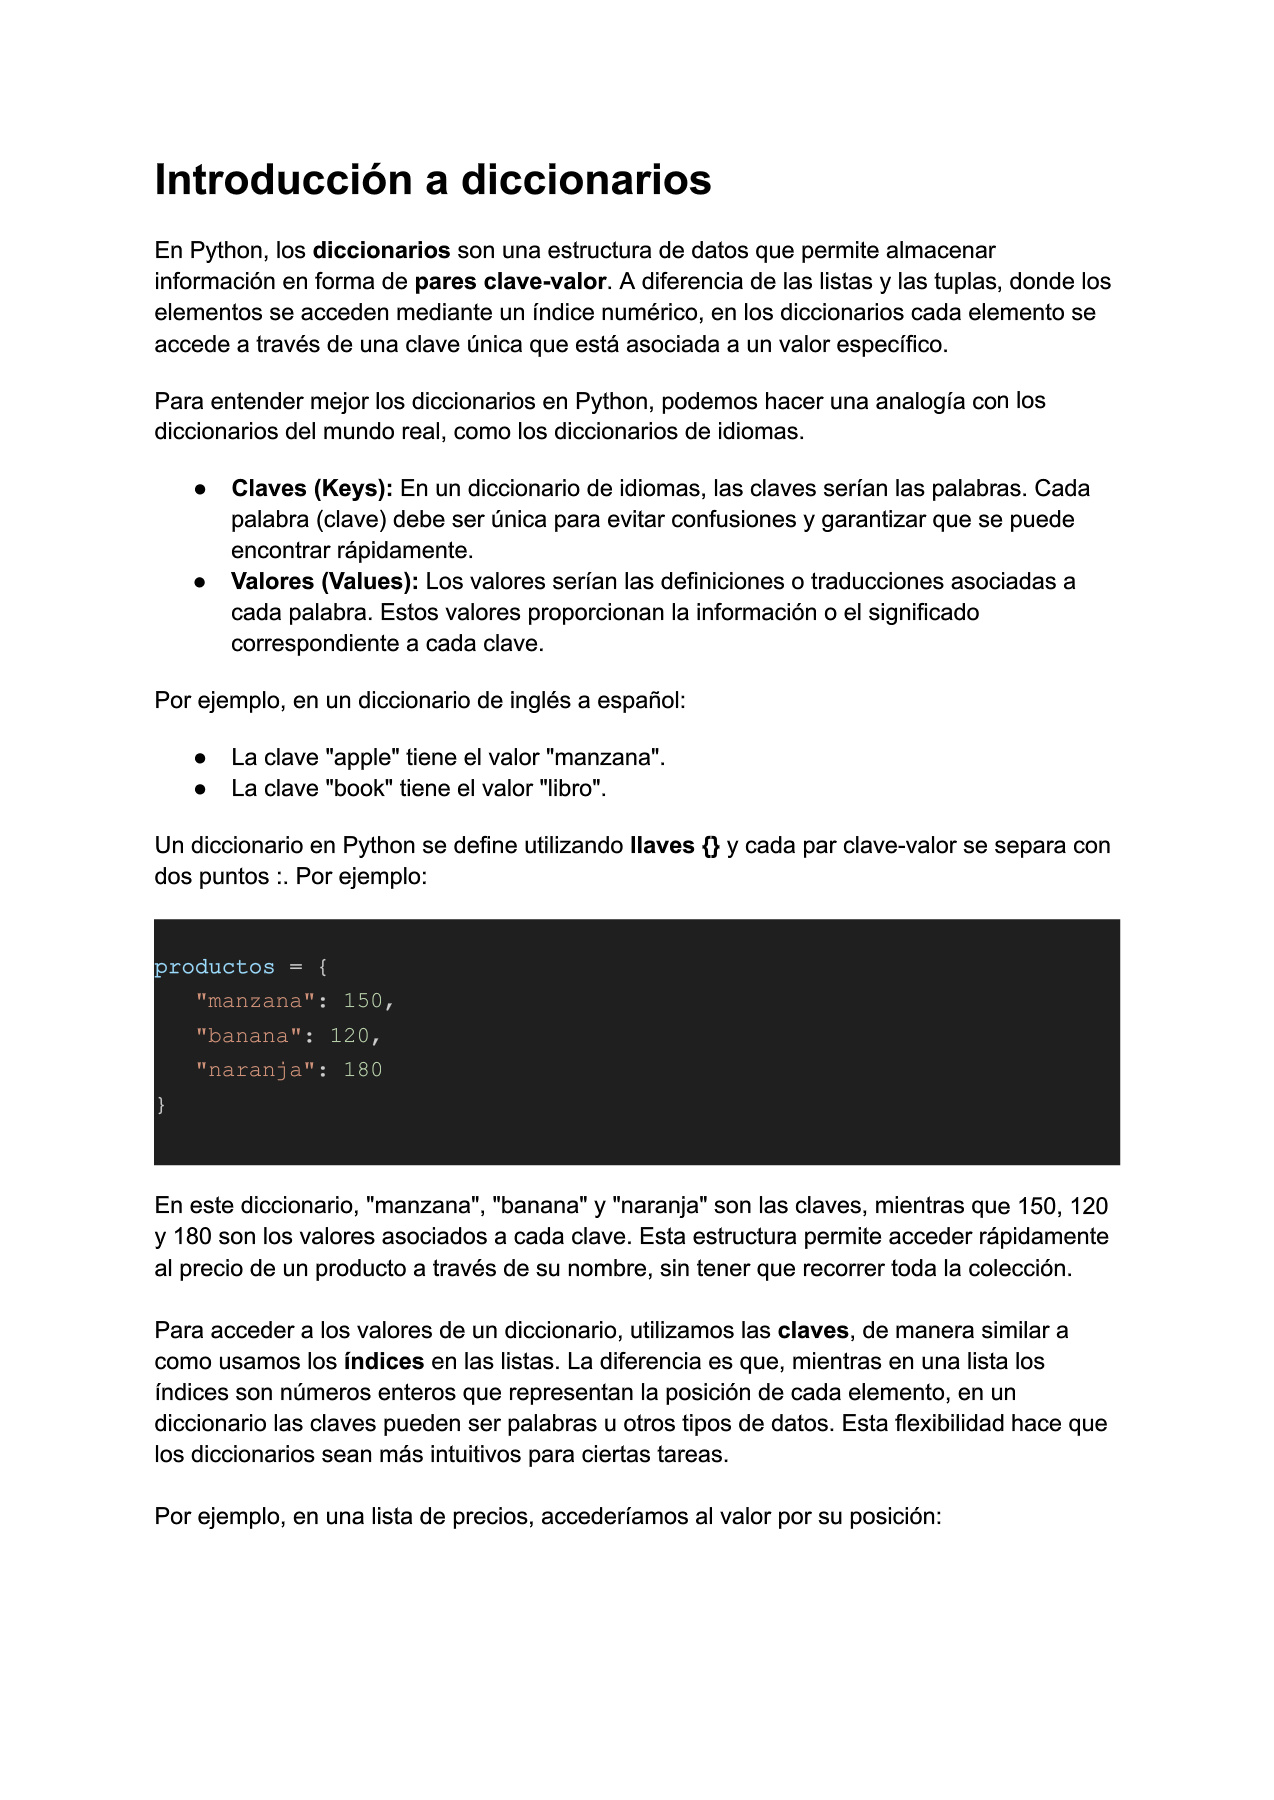 Introducción a diccionarios
En Python, los diccionarios son una estructura de datos que permite almacenar
información en forma de pares clave-valor. A diferencia de las listas y las tuplas, donde los
elementos se acceden mediante un índice numérico, en los diccionarios cada elemento se
accede a través de una clave única que está asociada a un valor específico.
Para entender mejor los diccionarios en Python, podemos hacer una analogía con los
diccionarios del mundo real, como los diccionarios de idiomas.
● Claves (Keys): En un diccionario de idiomas, las claves serían las palabras. Cada
palabra (clave) debe ser única para evitar confusiones y garantizar que se puede
encontrar rápidamente.
● Valores (Values): Los valores serían las definiciones o traducciones asociadas a
cada palabra. Estos valores proporcionan la información o el significado
correspondiente a cada clave.
Por ejemplo, en un diccionario de inglés a español:
● La clave "apple" tiene el valor "manzana".
● La clave "book" tiene el valor "libro".
Un diccionario en Python se define utilizando llaves {} y cada par clave-valor se separa con
dos puntos :. Por ejemplo:
productos = {
"manzana": 150,
"banana": 120,
"naranja": 180
}
En este diccionario, "manzana", "banana" y "naranja" son las claves, mientras que 150, 120
y 180 son los valores asociados a cada clave. Esta estructura permite acceder rápidamente
al precio de un producto a través de su nombre, sin tener que recorrer toda la colección.
Para acceder a los valores de un diccionario, utilizamos las claves, de manera similar a
como usamos los índices en las listas. La diferencia es que, mientras en una lista los
índices son números enteros que representan la posición de cada elemento, en un
diccionario las claves pueden ser palabras u otros tipos de datos. Esta flexibilidad hace que
los diccionarios sean más intuitivos para ciertas tareas.
Por ejemplo, en una lista de precios, accederíamos al valor por su posición: